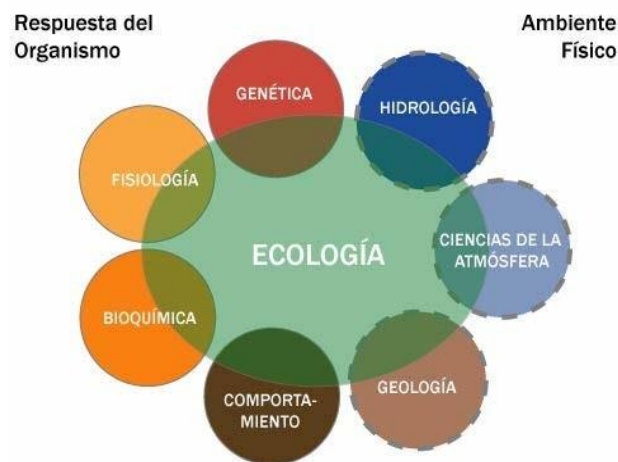 Respuesta del
Organismo
Ambiente
Físico
GENÉTICA
HIDROLOGÍA
FISIOLOGÍA
ECOLOGÍA
CIENCIAS DE LA
ATMÓSFERA
BIOQUÍMICA
COMPORTA-
MIENTO
GEOLOGÍA